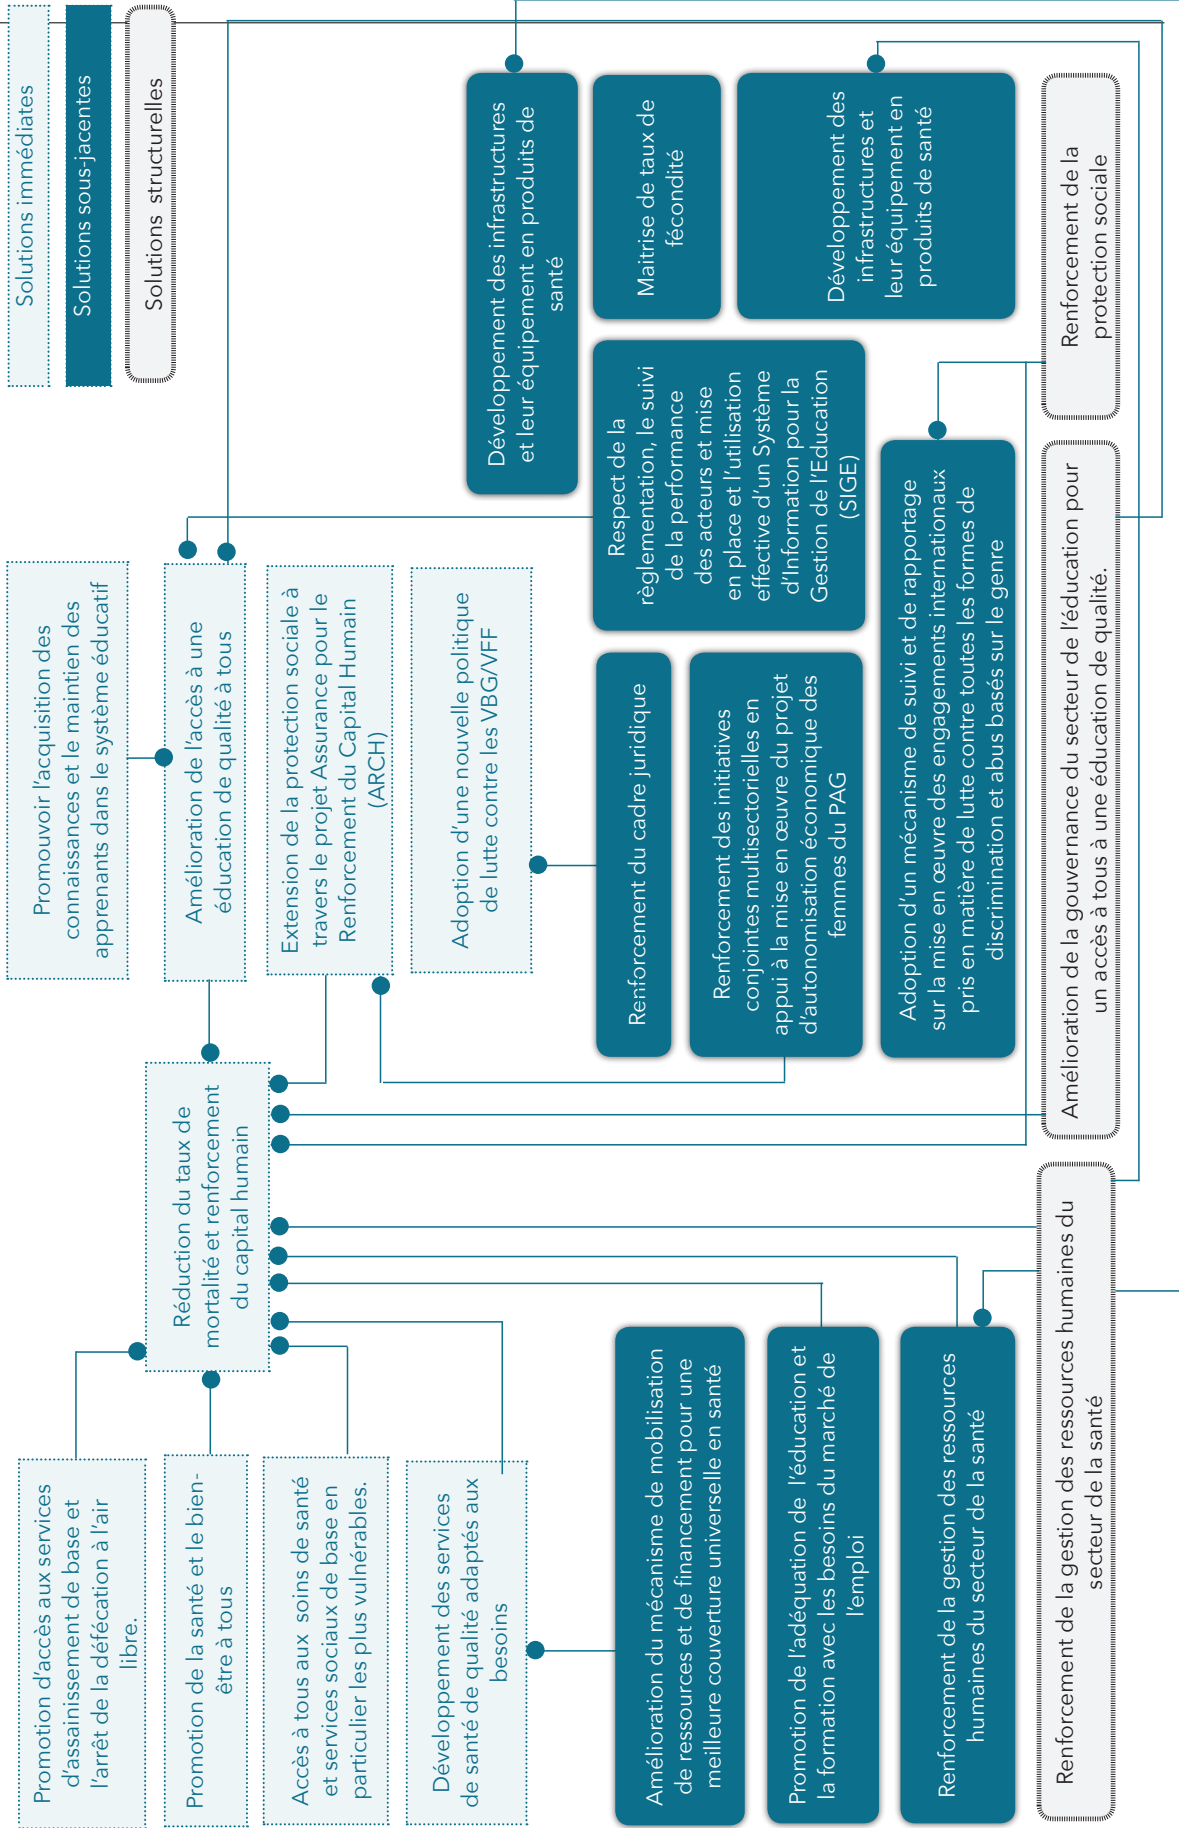 Promotion d'accès aux services
d'assainissement de base et
l'arrêt de la défécation à l'air
libre.
Promotion de la santé et le bien-
être à tous
Accès à tous aux soins de santé
et services sociaux de base en
particulier les plus vulnérables.
Développement des services
de santé de qualité adaptés aux
besoins
Amélioration du mécanisme de mobilisation
de ressources et de financement pour une
meilleure couverture universelle en santé
Promotion de l'adéquation de l'éducation et
la formation avec les besoins du marché de
l'emploi
Renforcement de la gestion des ressources
humaines du secteur de la santé
Renforcement de la gestion des ressources humaines du
secteur de la santé
Réduction du taux de
mortalité et renforcement
du capital humain
Promouvoir l'acquisition des
connaissances et le maintien des
apprenants dans le système éducatif
Amélioration de l'accès à une
éducation de qualité à tous
Extension de la protection sociale à
travers le projet Assurance pour le
Renforcement du Capital Humain
(ARCH)
Adoption d'une nouvelle politique
de lutte contre les VBG/VFF
Renforcement du cadre juridique
Renforcement des initiatives
conjointes multisectorielles en
appui à la mise en œuvre du projet
d'autonomisation économique des
femmes du PAG
Adoption d'un mécanisme de suivi et de rapportage
sur la mise en œuvre des engagements internationaux
pris en matière de lutte contre toutes les formes de
discrimination et abus basés sur le genre
Amélioration de la gouvernance du secteur de l'éducation pour
un accès à tous à une éducation de qualité.
Respect de la
règlementation, le suivi
de la performance
des acteurs et mise
en place et l'utilisation
effective d'un Système
d'Information pour la
Gestion de l'Education
(SIGE)
Développement des infrastructures
et leur équipement en produits de
santé
Maitrise de taux de
fécondité
Développement des
infrastructures et
leur équipement en
produits de santé
Renforcement de la
protection sociale
Solutions immédiates
Solutions sous-jacentes
Solutions structurelles